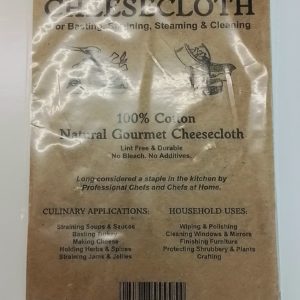 CHEESECLOTH
For Basting, Straining, Steaming & Cleaning
100% Cotton
Natural Gourmet Cheesecloth
Lint Free & Durable
No Bleach. No Additives.
Long considered a staple in the kitchen by
Professional Chefs and Chefs at Home.
CULINARY APPLICATIONS:
Straining Soups & Sauces
Basting Turkey
Making Cheese
Holding Herbs & Spices
Straining Jams & Jellies
HOUSEHOLD USES:
Wiping & Polishing
Cleaning Windows & Mirrors
Finishing Furniture
Protecting Shrubbery & Plants
Crafting